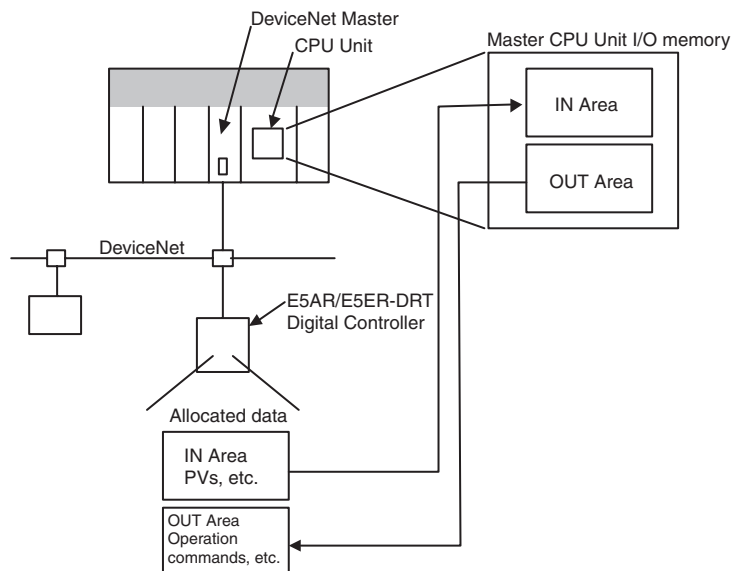 DeviceNet Master
CPU Unit
Master CPU Unit I/O memory
IN Area
OUT Area
DeviceNet
E5AR/E5ER-DRT
Digital Controller
Allocated data
IN Area
PVs, etc.
OUT Area
Operation
commands, etc.